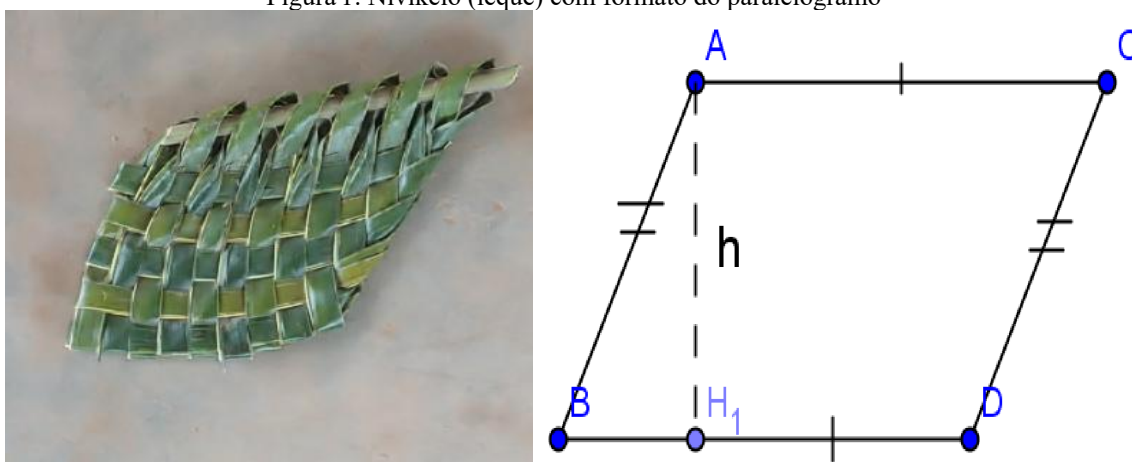 Figura 1: Nivikelo (leque) com formato do paralelogramo
A
C
h
B
H₁
D